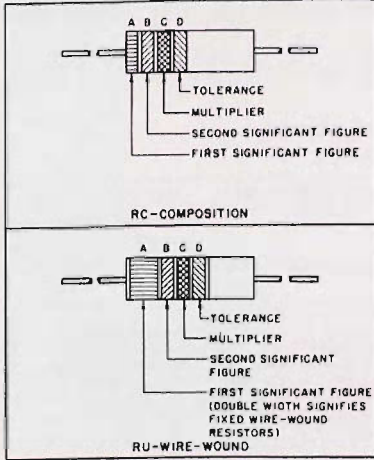 A B C D
TOLERANCE
MULTIPLIER
SECOND SIGNIFICANT FIGURE
FIRST SIGNIFICANT FIGURE
RC-COMPOSITION
A B C D
TOLERANCE
MULTIPLIER
SECOND SIGNIFICANT
FIGURE
FIRST SIGNIFICANT FIGURE
(DOUBLE WIDTH SIGNIFIES
FIXED WIRE-WOUND
RESISTORS)
RU-WIRE-WOUND